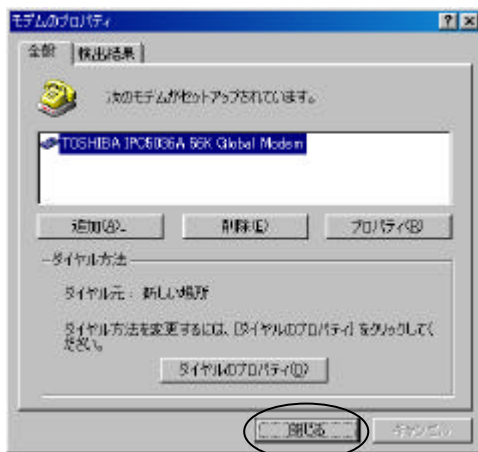 モデムのプロパティ
全般 検出結果
次のモデムがセットアップされています。
TOSHIBA IPC5036A 56K Global Modem
追加(A)... 削除(E) プロパティ(R)
ダイヤル方法
ダイヤル元 : 新しい場所
ダイヤル方法を変更するには、[ダイヤルのプロパティ] をクリックしてく
ださい。
ダイヤルのプロパティ(D)
閉じる キャンセル